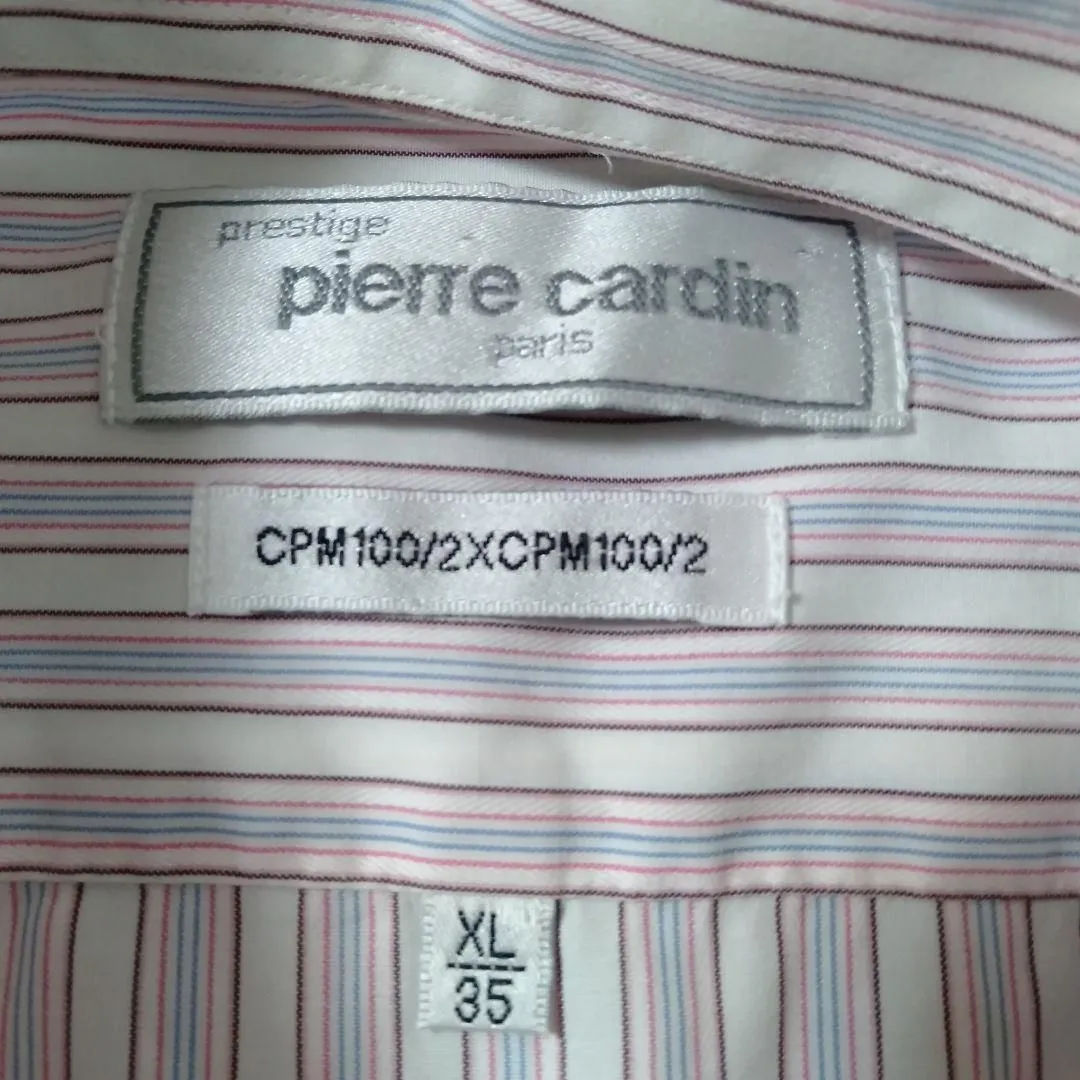 prestige
pierre cardin
paris
CPM100/2XCPM100/2
XL
35